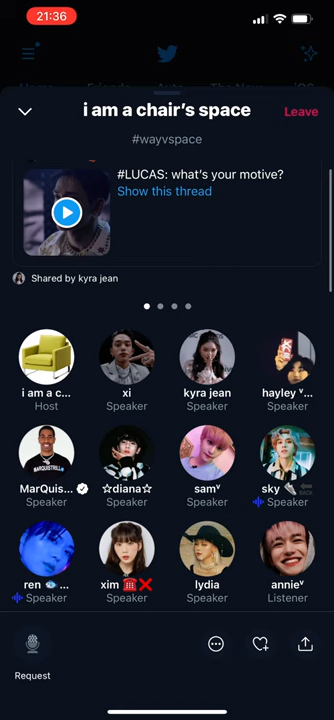 21:36
i am a chair's space
Leave
#wayvspace
#LUCAS: what's your motive?
Show this thread
Shared by kyra jean
i am a c...
xi
kyra jean
hayley ᵛ...
Host
Speaker
Speaker
Speaker
MARQUISTRILL
MarQuis...
☆diana☆
samᵛ
sky
Speaker
Speaker
Speaker
Speaker
ren
xim ☎️❌
lydia
annieᵛ
Speaker
Speaker
Speaker
Listener
Request